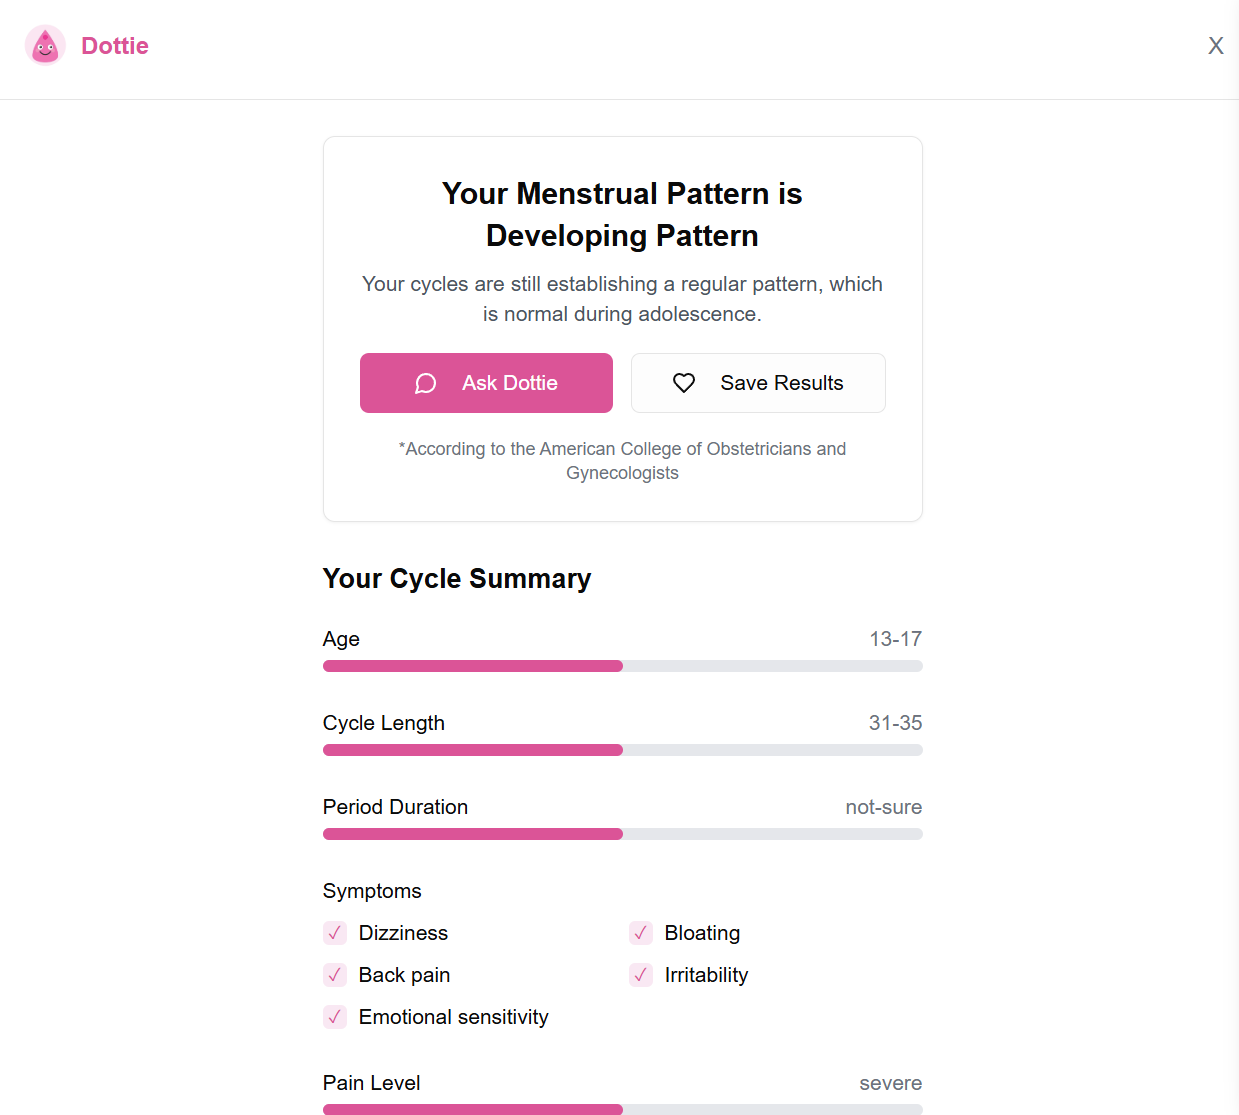 Dottie
X
Your Menstrual Pattern is
Developing Pattern
Your cycles are still establishing a regular pattern, which
is normal during adolescence.
Ask Dottie
Save Results
*According to the American College of Obstetricians and
Gynecologists
Your Cycle Summary
Age 13-17
Cycle Length 31-35
Period Duration not-sure
Symptoms
Dizziness
Bloating
Back pain
Irritability
Emotional sensitivity
Pain Level severe